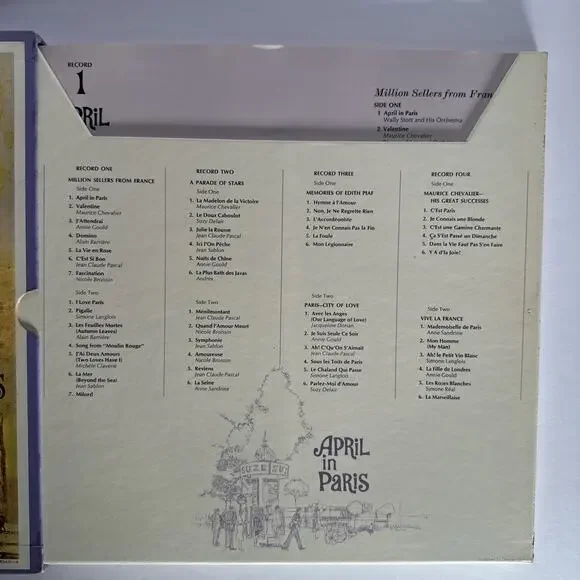 RECORD
1
Million Sellers from Fran
SIDE ONE
1 April in Paris
Wally Stott and His Orchestra
2 Valentine
Maurice Chevalier
RECORD ONE
MILLION SELLERS FROM FRANCE
Side One
1. April in Paris
2. Valentine
Maurice Chevalier
3. J'Attendrai
Annie Gould
4. Domino
Alain Barrière
5. La Vie en Rose
6. C'Est Si Bon
Jean Claude Pascal
7. Fascination
Nicole Broissin
Side Two
1. I Love Paris
2. Pigalle
Simone Langlois
3. Les Feuilles Mortes
(Autumn Leaves)
Alain Barrière
4. Song from "Moulin Rouge"
5. J'Ai Deux Amours
(Two Loves Have I)
Michèle Clavena
6. La Mer
(Beyond the Sea)
Jean Sablon
7. Milord
RECORD TWO
A PARADE OF STARS
Side One
1. La Madelon de la Victoire
Maurice Chevalier
2. Le Doux Caboulot
Suzy Delair
3. Julie la Rousse
Jean Claude Pascal
4. Ici l'On Pêche
Jean Sablon
5. Nuits de Chine
Annie Gould
6. La Plus Bath des Javas
Andrex
Side Two
1. Ménilmontant
Jean Claude Pascal
2. Quand l'Amour Meurt
Nicole Broissin
3. Symphonie
Jean Sablon
4. Amoureuse
Nicole Broissin
5. Reviens
Jean Claude Pascal
6. La Seine
Anne Sandrine
RECORD THREE
Side One
MEMORIES OF EDITH PIAF
1. Hymne à l'Amour
2. Non, Je Ne Regrette Rien
3. L'Accordéoniste
4. Je N'en Connais Pas la Fin
5. La Foule
6. Mon Légionnaire
Side Two
PARIS—CITY OF LOVE
1. Avec les Anges
(Our Language of Love)
Jacqueline Dorian
2. Je Suis Seule Ce Soir
Annie Gould
3. Ah! C'Qu'On S'Aimait
Jean Claude Pascal
4. Sous les Toits de Paris
5. Le Chaland Qui Passe
Simone Langlois
6. Parlez-Moi d'Amour
Suzy Delair
RECORD FOUR
Side One
MAURICE CHEVALIER—
HIS GREAT SUCCESSES
1. C'Est Paris
2. Je Connais une Blonde
3. C'Est une Gamine Charmante
4. Ça S'Est Passé un Dimanche
5. Dans la Vie Faut Pas S'en Faire
6. Y A d'la Joie!
Side Two
VIVE LA FRANCE
1. Mademoiselle de Paris
Anne Sandrine
2. Mon Homme
(My Man)
3. Ah! le Petit Vin Blanc
Simone Langlois
4. La Fille de Londres
Annie Gould
5. Les Roses Blanches
Simone Réal
6. La Marseillaise
SUZE SUZ
APRIL
in
PARIS